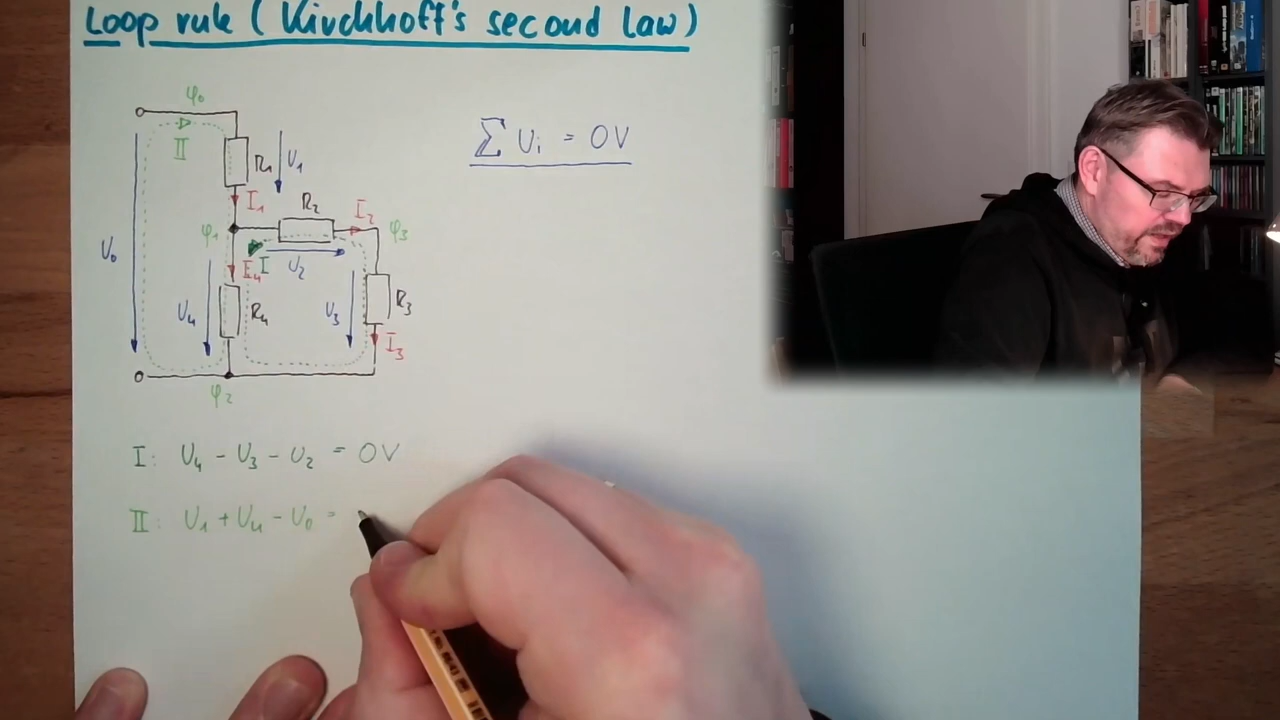 Loop rule (Kirchhoff's second law)
φ₀
II
R₁
U₁
∑ Uᵢ = 0V
I₁
R₂
I₂
φ₁
φ₃
U₀
I₄
I
U₂
U₄
R₄
U₃
R₃
I₃
φ₂
I: U₄ - U₃ - U₂ = 0V
II: U₁ + U₄ - U₀ =